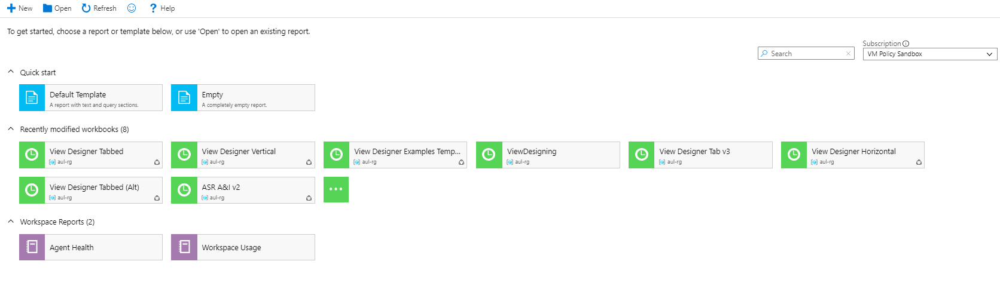 New Open Refresh Help
To get started, choose a report or template below, or use 'Open' to open an existing report.
Subscription
Search
VM Policy Sandbox
Quick start
Default Template
A report with text and query sections.
Empty
A completely empty report.
Recently modified workbooks (8)
View Designer Tabbed
aul-rg
View Designer Vertical
aul-rg
View Designer Examples Temp...
aul-rg
ViewDesigning
aul-rg
View Designer Tab v3
aul-rg
View Designer Horizontal
aul-rg
View Designer Tabbed (Alt)
aul-rg
ASR A&I v2
aul-rg
Workspace Reports (2)
Agent Health
Workspace Usage